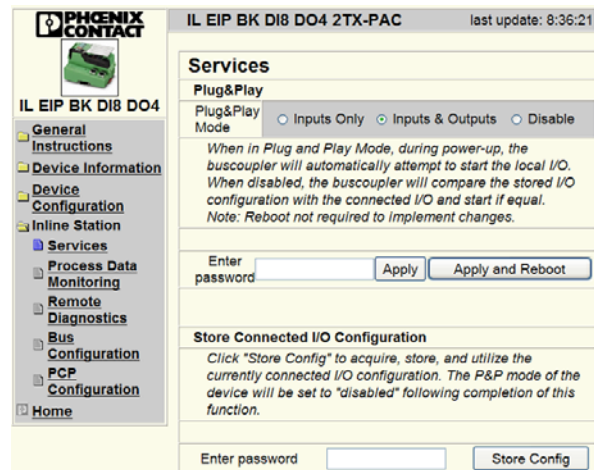 PHŒNIX
CONTACT
IL EIP BK DI8 DO4
General
Instructions
Device Information
Device
Configuration
Inline Station
Services
Process Data
Monitoring
Remote
Diagnostics
Bus
Configuration
PCP
Configuration
Home
IL EIP BK DI8 DO4 2TX-PAC last update: 8:36:21
Services
Plug&Play
Plug&Play
Mode
Inputs Only Inputs & Outputs Disable
When in Plug and Play Mode, during power-up, the
buscoupler will automatically attempt to start the local I/O.
When disabled, the buscoupler will compare the stored I/O
configuration with the connected I/O and start if equal.
Note: Reboot not required to implement changes.
Enter
password
Apply Apply and Reboot
Store Connected I/O Configuration
Click "Store Config" to acquire, store, and utilize the
currently connected I/O configuration. The P&P mode of the
device will be set to "disabled" following completion of this
function.
Enter password Store Config